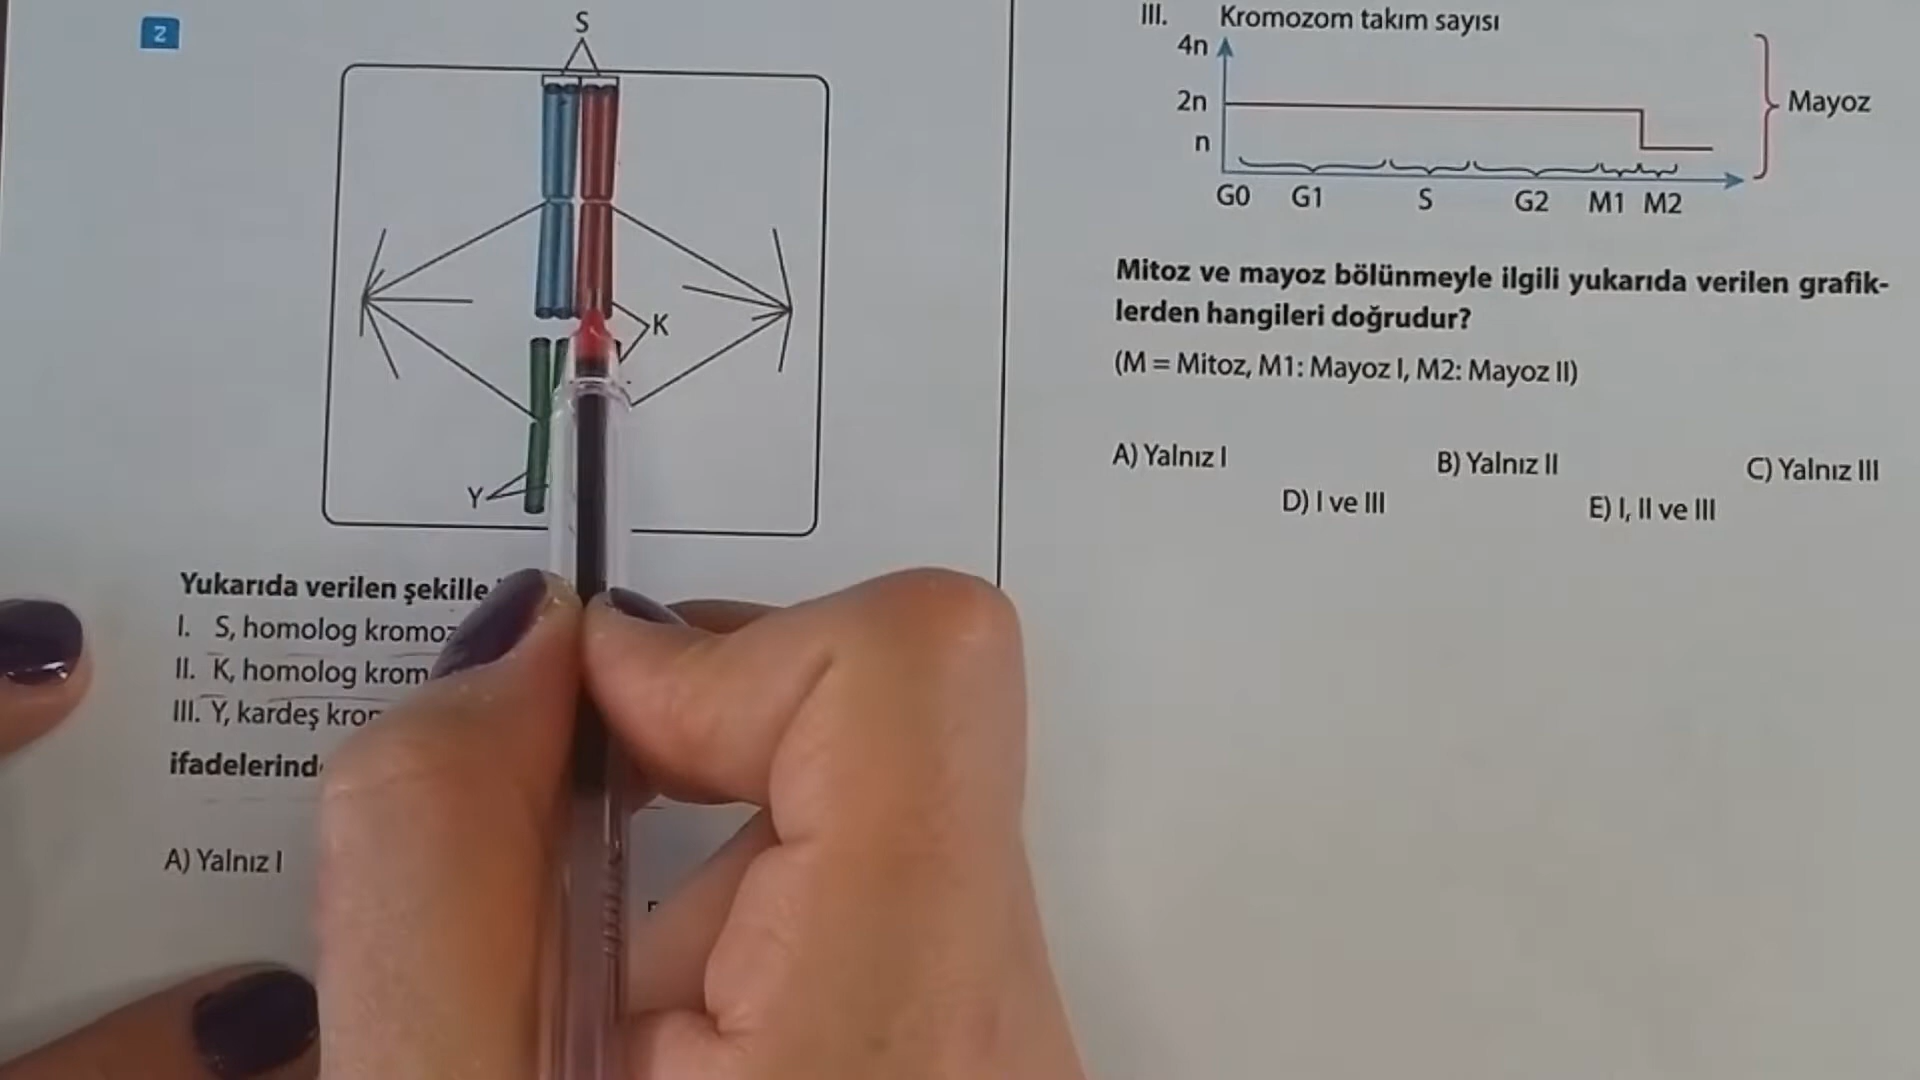 2
S
K
Y
Yukarıda verilen şekille
I. S, homolog kromoz
II. K, homolog krom
III. Y, kardeş kro
ifadelerind
A) Yalnız I
III. Kromozom takım sayısı
4n
2n
n
G0 G1 S G2 M1 M2
Mayoz
Mitoz ve mayoz bölünmeyle ilgili yukarıda verilen grafik-
lerden hangileri doğrudur?
(M = Mitoz, M1: Mayoz I, M2: Mayoz II)
A) Yalnız I B) Yalnız II C) Yalnız III
D) I ve III E) I, II ve III